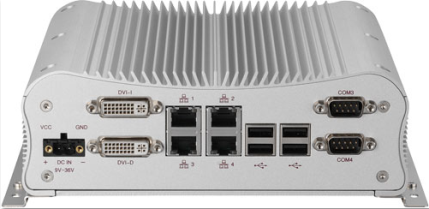 DVI-I
1
2
COM3
VCC
GND
+
DC IN
−
9V~36V
DVI-D
3
4
COM4